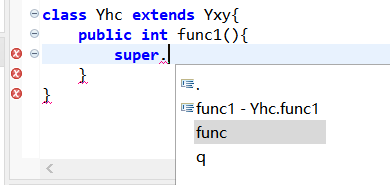 class Yhc extends Yxy{
public int func1(){
super.
}
}
.
func1 - Yhc.func1
func
q